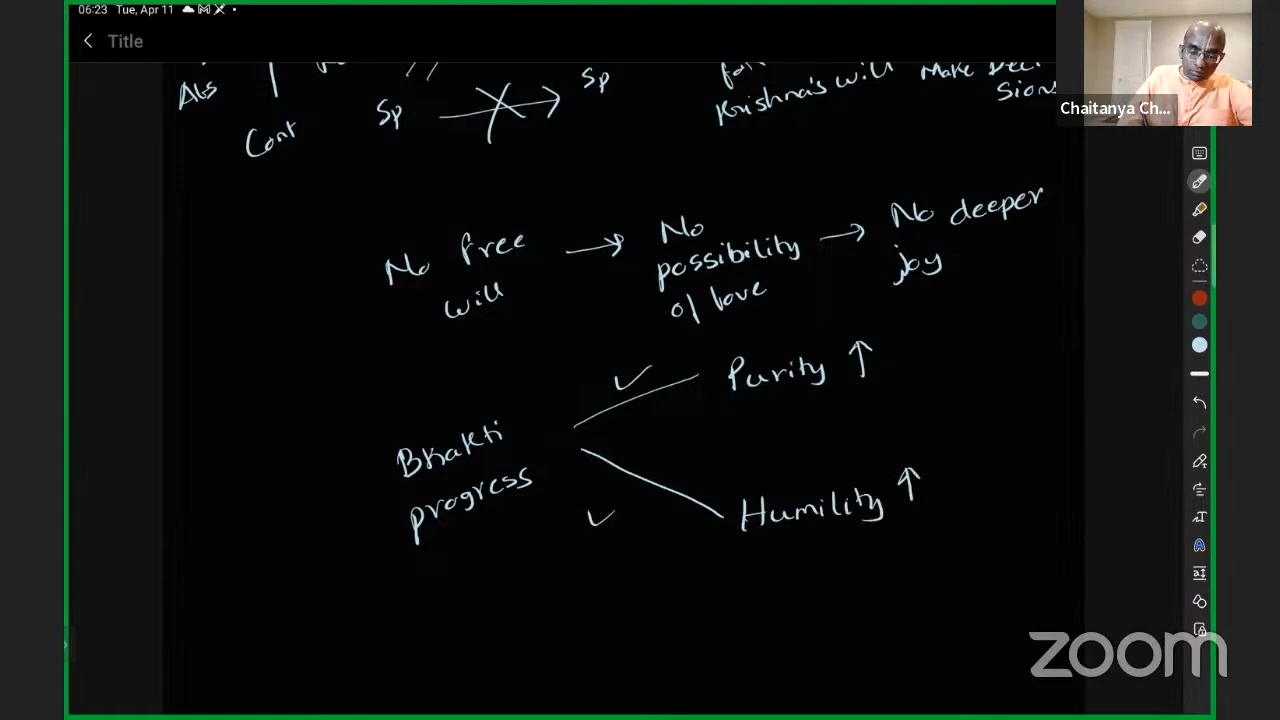 06:23 Tue, Apr 11
Title
Abs
Cont
Sp
Sp
Krishna's will
Make Deci
sions
Chaitanya Ch...
No free
will
No
possibility
of love
No deeper
joy
Bhakti
progress
Purity ↑
Humility ↑
zoom